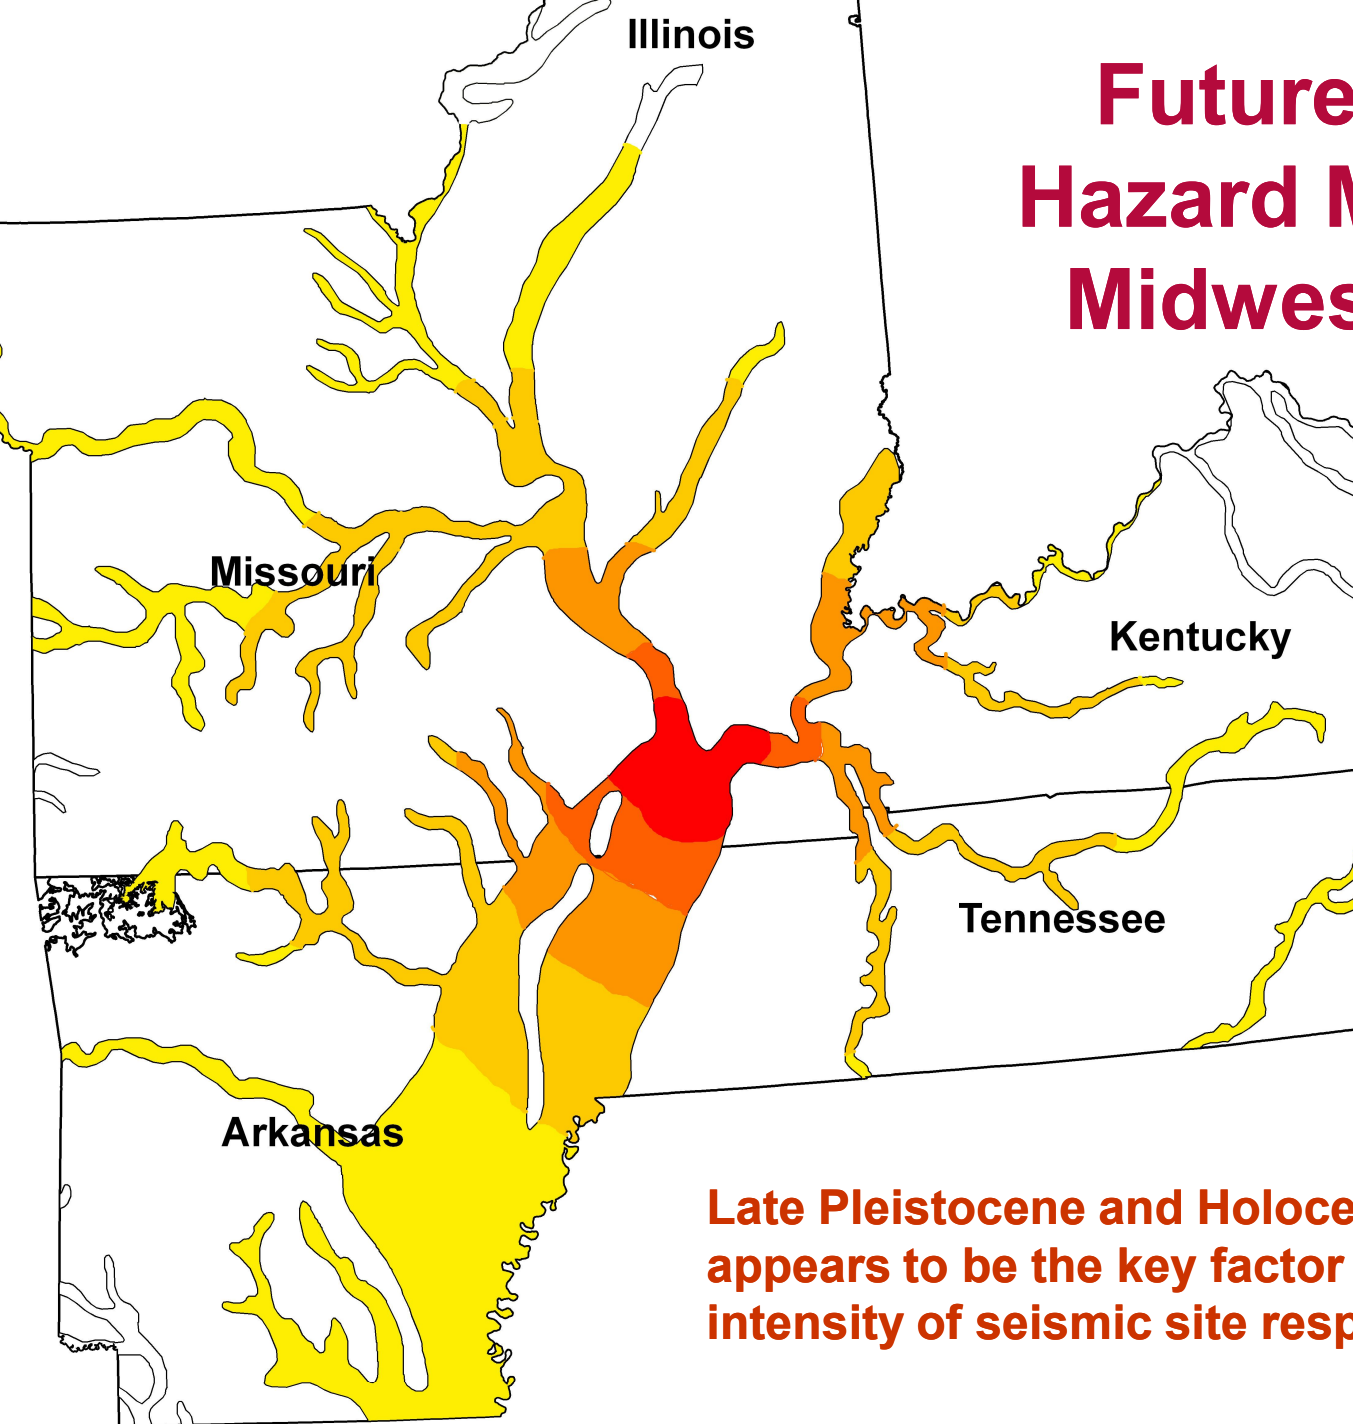 Illinois
Future
Hazard M
Midwes
Missouri
Kentucky
Tennessee
Arkansas
Late Pleistocene and Holoce
appears to be the key factor
intensity of seismic site resp